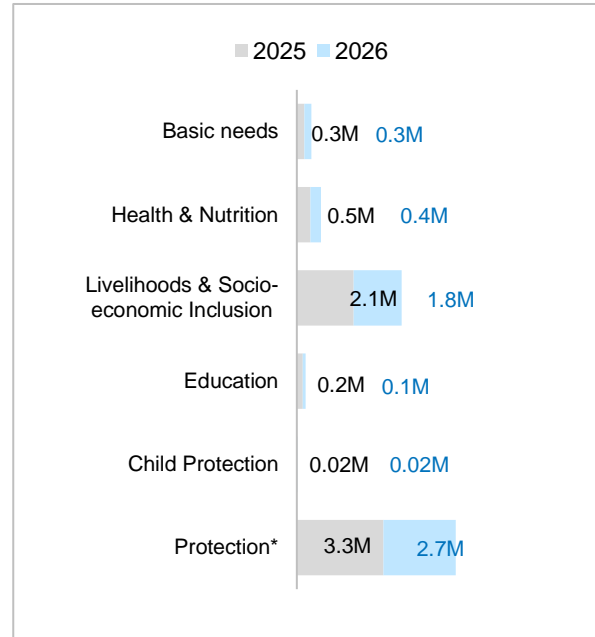 2025 2026
Basic needs 0.3M 0.3M
Health & Nutrition 0.5M 0.4M
Livelihoods & Socio-
economic Inclusion 2.1M 1.8M
Education 0.2M 0.1M
Child Protection 0.02M 0.02M
Protection* 3.3M 2.7M